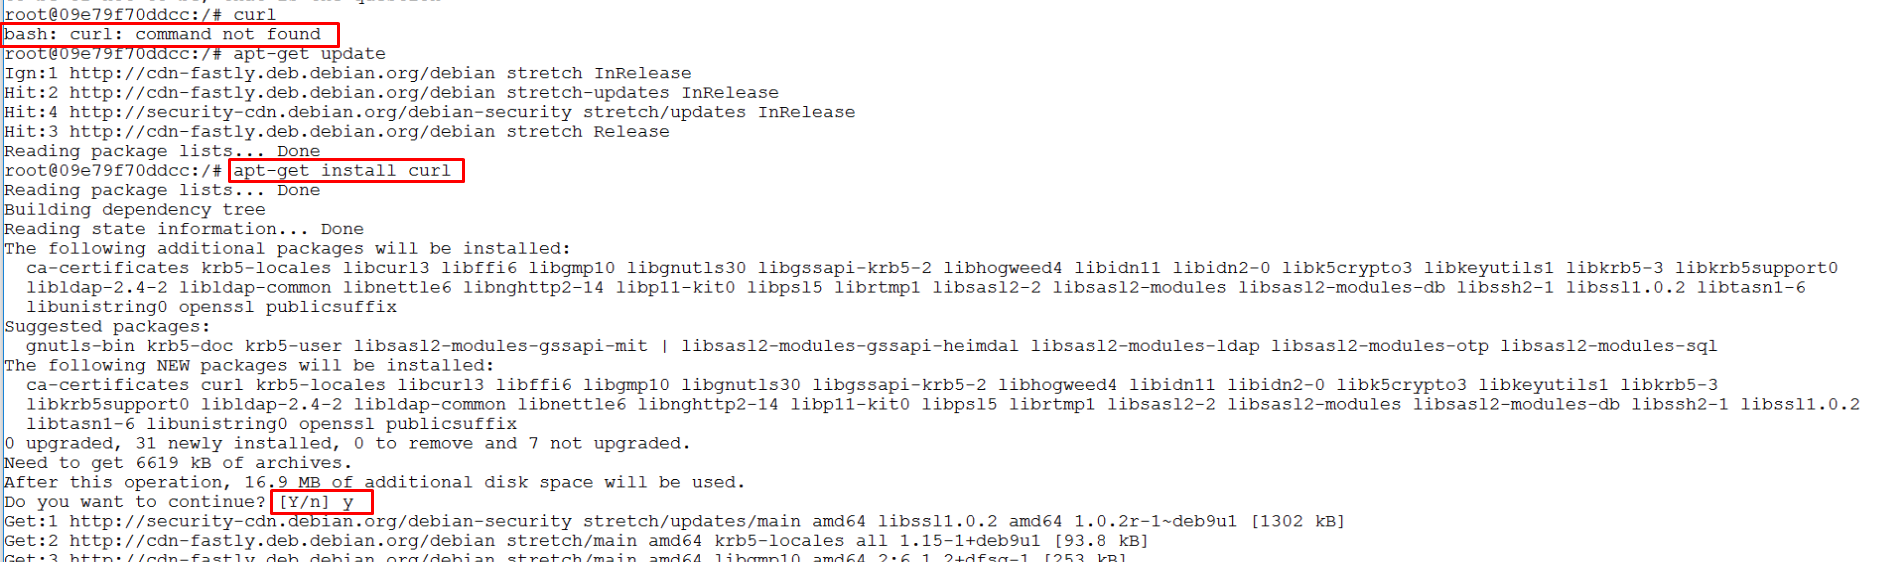 root@09e79f70ddcc:/# curl
bash: curl: command not found
root@09e79f70ddcc:/# apt-get update
Ign:1 http://cdn-fastly.deb.debian.org/debian stretch InRelease
Hit:2 http://cdn-fastly.deb.debian.org/debian stretch-updates InRelease
Hit:4 http://security-cdn.debian.org/debian-security stretch/updates InRelease
Hit:3 http://cdn-fastly.deb.debian.org/debian stretch Release
Reading package lists... Done
root@09e79f70ddcc:/# apt-get install curl
Reading package lists... Done
Building dependency tree
Reading state information... Done
The following additional packages will be installed:
  ca-certificates krb5-locales libcurl3 libffi6 libgmp10 libgnutls30 libgssapi-krb5-2 libhogweed4 libidn11 libidn2-0 libk5crypto3 libkeyutils1 libkrb5-3 libkrb5support0
  libldap-2.4-2 libldap-common libnettle6 libnghttp2-14 libp11-kit0 libpsl5 librtmp1 libsasl2-2 libsasl2-modules libsasl2-modules-db libssh2-1 libssl1.0.2 libtasn1-6
  libunistring0 openssl publicsuffix
Suggested packages:
  gnutls-bin krb5-doc krb5-user libsasl2-modules-gssapi-mit | libsasl2-modules-gssapi-heimdal libsasl2-modules-ldap libsasl2-modules-otp libsasl2-modules-sql
The following NEW packages will be installed:
  ca-certificates curl krb5-locales libcurl3 libffi6 libgmp10 libgnutls30 libgssapi-krb5-2 libhogweed4 libidn11 libidn2-0 libk5crypto3 libkeyutils1 libkrb5-3
  libkrb5support0 libldap-2.4-2 libldap-common libnettle6 libnghttp2-14 libp11-kit0 libpsl5 librtmp1 libsasl2-2 libsasl2-modules libsasl2-modules-db libssh2-1 libssl1.0.2
  libtasn1-6 libunistring0 openssl publicsuffix
0 upgraded, 31 newly installed, 0 to remove and 7 not upgraded.
Need to get 6619 kB of archives.
After this operation, 16.9 MB of additional disk space will be used.
Do you want to continue? [Y/n] y
Get:1 http://security-cdn.debian.org/debian-security stretch/updates/main amd64 libssl1.0.2 amd64 1.0.2r-1~deb9u1 [1302 kB]
Get:2 http://cdn-fastly.deb.debian.org/debian stretch/main amd64 krb5-locales all 1.15-1+deb9u1 [93.8 kB]
Get:3 http://cdn-fastly.deb.debian.org/debian stretch/main amd64 libgmp10 amd64 2:6.1.2+dfsg-1 [253 kB]